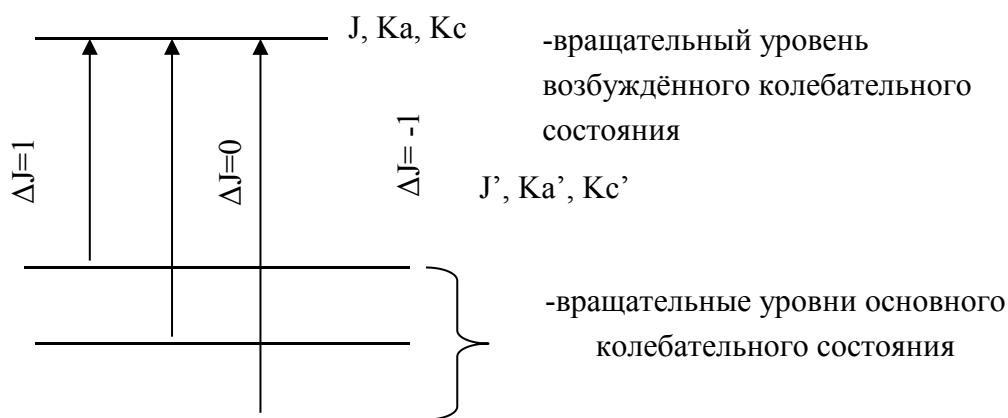 J, Ka, Kc
-вращательный уровень
возбуждённого колебательного
состояния
ΔJ=1
ΔJ=0
ΔJ= -1
J’, Ka’, Kc’
-вращательные уровни основного
колебательного состояния